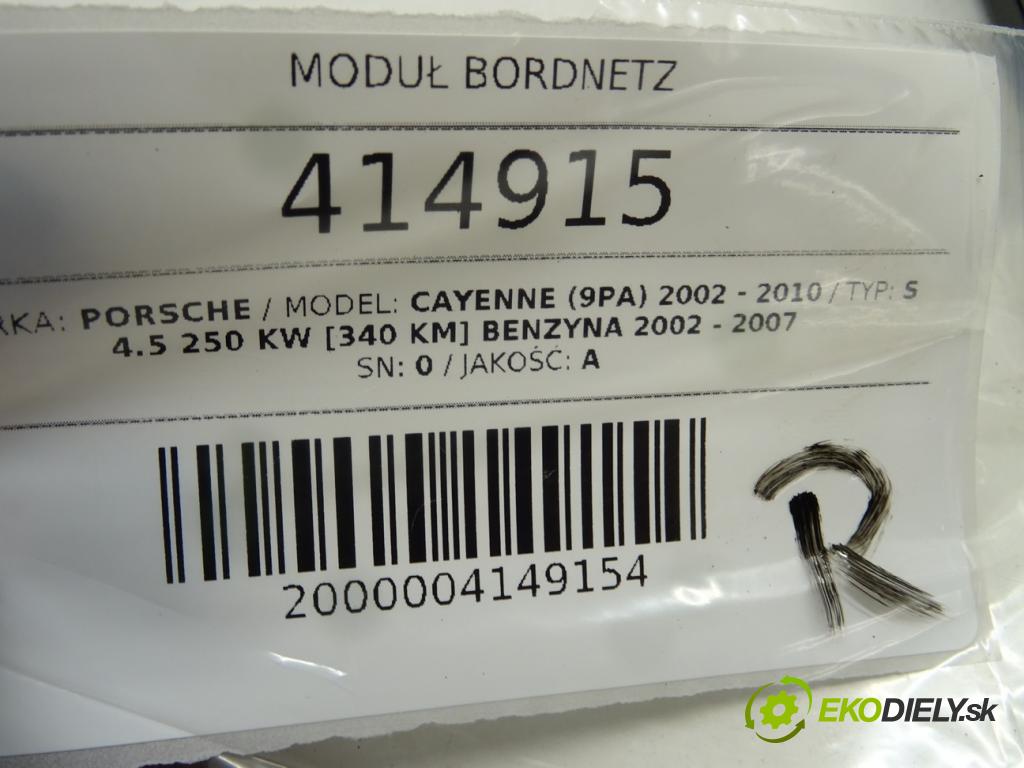 MODUŁ BORDNETZ
414915
RKA: PORSCHE / MODEL: CAYENNE (9PA) 2002 - 2010 / TYP: S
4.5 250 KW [340 KM] BENZYNA 2002 - 2007
SN: 0 / JAKOŚĆ: A
2000004149154
R
EKODIELY.sk